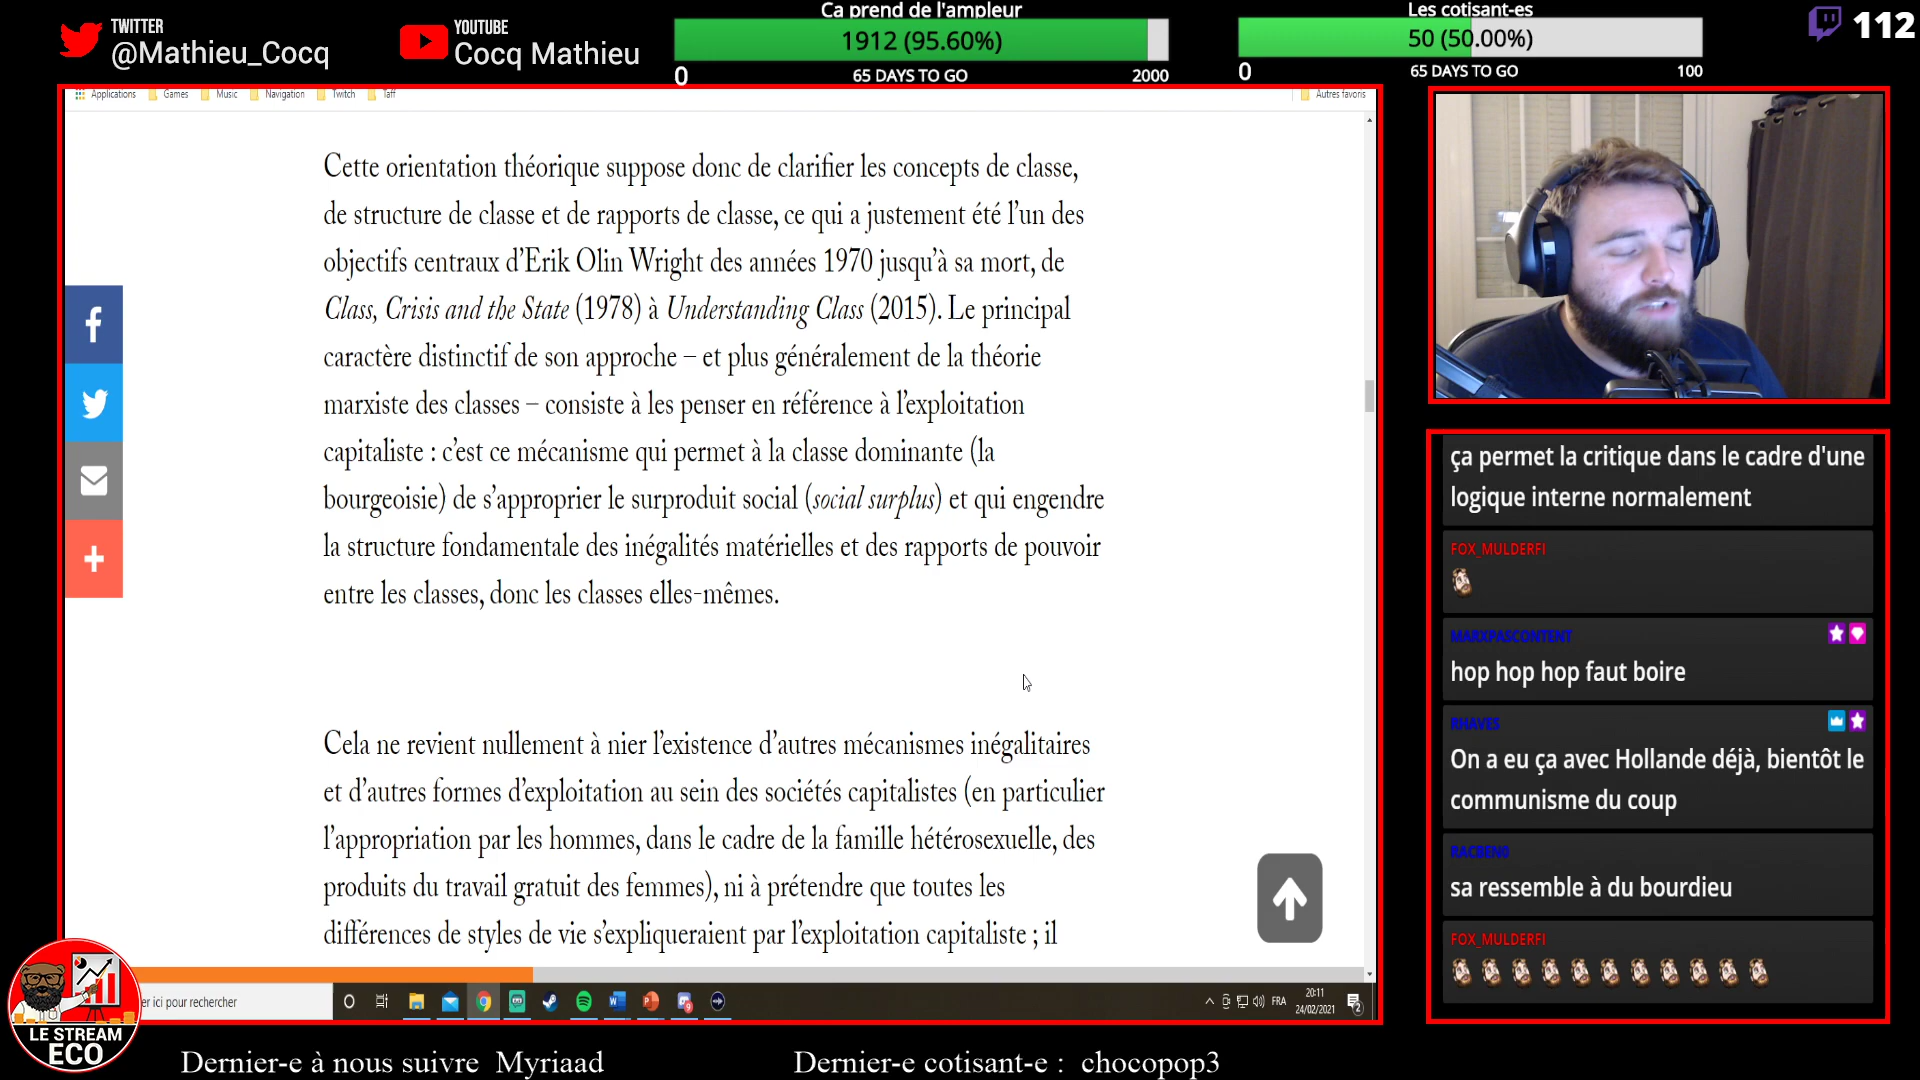 TWITTER
@Mathieu_Cocq
YOUTUBE
Cocq Mathieu
Ca prend de l'ampleur
1912 (95.60%)
0
65 DAYS TO GO
2000
Les cotisant-es
50 (50.00%)
0
65 DAYS TO GO
100
112
Applications
Games
Music
Navigation
Twitch
Taff
Autres favoris
Cette orientation théorique suppose donc de clarifier les concepts de classe,
de structure de classe et de rapports de classe, ce qui a justement été l’un des
objectifs centraux d’Erik Olin Wright des années 1970 jusqu’à sa mort, de
Class, Crisis and the State (1978) à Understanding Class (2015). Le principal
caractère distinctif de son approche – et plus généralement de la théorie
marxiste des classes – consiste à les penser en référence à l’exploitation
capitaliste : c’est ce mécanisme qui permet à la classe dominante (la
bourgeoisie) de s’approprier le surproduit social (social surplus) et qui engendre
la structure fondamentale des inégalités matérielles et des rapports de pouvoir
entre les classes, donc les classes elles-mêmes.
Cela ne revient nullement à nier l’existence d’autres mécanismes inégalitaires
et d’autres formes d’exploitation au sein des sociétés capitalistes (en particulier
l’appropriation par les hommes, dans le cadre de la famille hétérosexuelle, des
produits du travail gratuit des femmes), ni à prétendre que toutes les
différences de styles de vie s’expliqueraient par l’exploitation capitaliste ; il
er ici pour rechercher
FRA
20:11
24/02/2021
2
ça permet la critique dans le cadre d'une
logique interne normalement
FOX_MULDERFI
MARXPASCONTENT
hop hop hop faut boire
RHAVES
On a eu ça avec Hollande déjà, bientôt le
communisme du coup
RACBEN0
sa ressemble à du bourdieu
FOX_MULDERFI
LE STREAM
ECO
Dernier-e à nous suivre Myriaad
Dernier-e cotisant-e : chocopop3